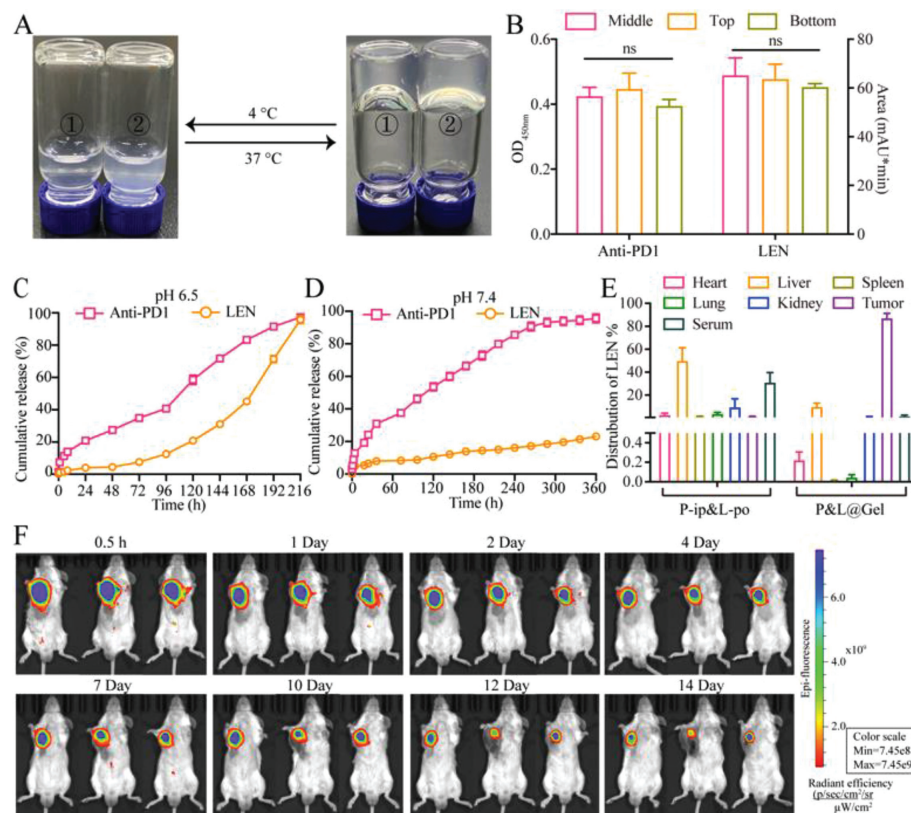 A
①
②
4 °C
37 °C
①
②
B
Middle
Top
Bottom
ns
ns
0.6
0.4
0.2
0.0
OD450nm
80
60
40
20
0
Area (mAU*min)
Anti-PD1
LEN
C
pH 6.5
Anti-PD1
LEN
100
80
60
40
20
0
Cumulative release (%)
0
24
48
72
96
120
144
168
192
216
Time (h)
D
pH 7.4
Anti-PD1
LEN
100
80
60
40
20
0
Cumulative release (%)
0
60
120
180
240
300
360
Time (h)
E
Heart
Liver
Spleen
Lung
Kidney
Tumor
Serum
100
80
60
40
20
0.4
0.2
0.0
Distrubution of LEN %
P-ip&L-po
P&L@Gel
F
0.5 h
1 Day
2 Day
4 Day
7 Day
10 Day
12 Day
14 Day
6.0
4.0
2.0
Epi-fluorescence
Color scale
Min=7.45e8
Max=7.45e9
Radiant efficiency
(p/sec/cm²/sr
µW/cm²